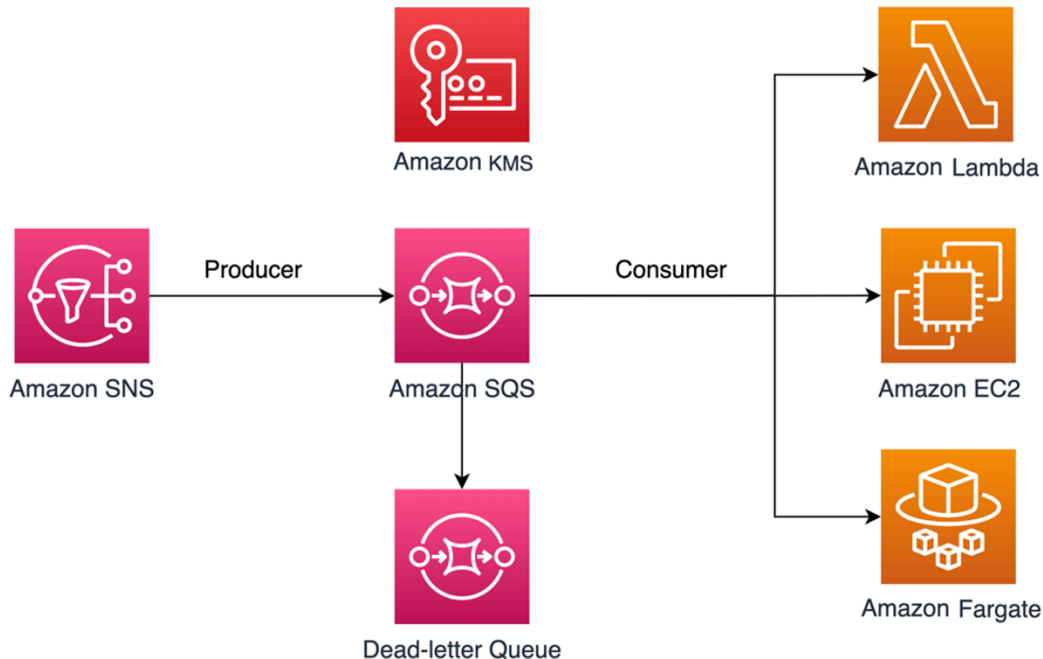 Amazon KMS
Amazon Lambda
Producer
Consumer
Amazon SNS
Amazon SQS
Amazon EC2
Amazon Fargate
Dead-letter Queue